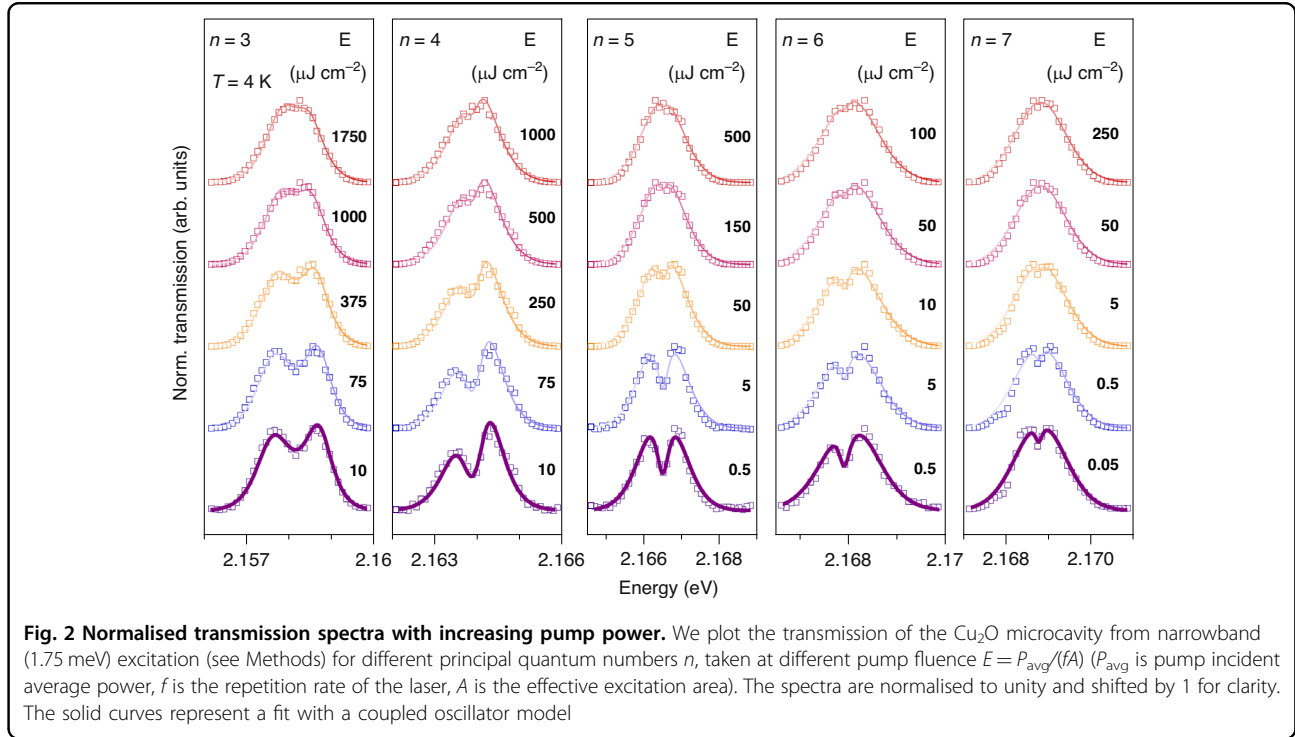 n = 3 E
(μJ cm⁻²)
T = 4 K
1750
1000
375
75
10
n = 4 E
(μJ cm⁻²)
1000
500
250
75
10
n = 5 E
(μJ cm⁻²)
500
150
50
5
0.5
n = 6 E
(μJ cm⁻²)
100
50
10
5
0.5
n = 7 E
(μJ cm⁻²)
250
50
5
0.5
0.05
Norm. transmission (arb. units)
2.157 2.16 2.163 2.166 2.166 2.168 2.168 2.17 2.168 2.170
Energy (eV)
Fig. 2 Normalised transmission spectra with increasing pump power. We plot the transmission of the Cu₂O microcavity from narrowband
(1.75 meV) excitation (see Methods) for different principal quantum numbers n, taken at different pump fluence E = Pavg/(fA) (Pavg is pump incident
average power, f is the repetition rate of the laser, A is the effective excitation area). The spectra are normalised to unity and shifted by 1 for clarity.
The solid curves represent a fit with a coupled oscillator model